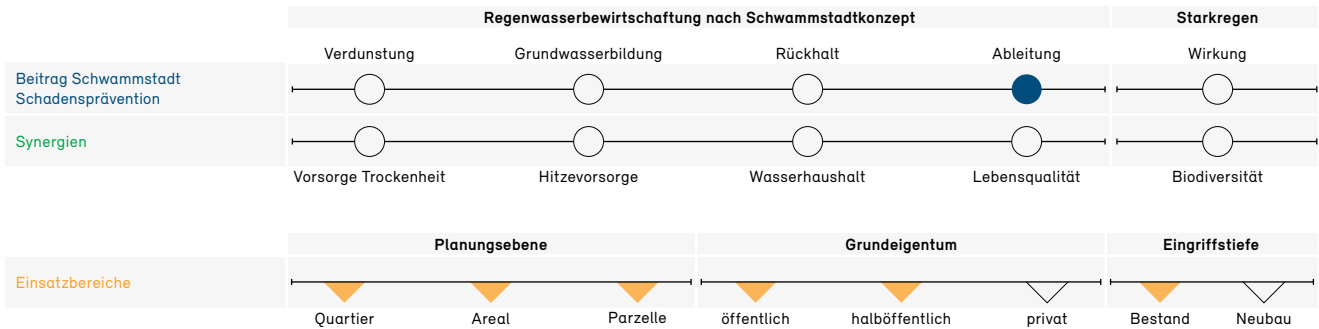 Regenwasserbewirtschaftung nach Schwammstadtkonzept
Starkregen
Verdunstung
Grundwasserbildung
Rückhalt
Ableitung
Wirkung
Beitrag Schwammstadt
Schadensprävention
Synergien
Vorsorge Trockenheit
Hitzevorsorge
Wasserhaushalt
Lebensqualität
Biodiversität
Planungsebene
Grundeigentum
Eingriffstiefe
Einsatzbereiche
Quartier
Areal
Parzelle
öffentlich
halböffentlich
privat
Bestand
Neubau